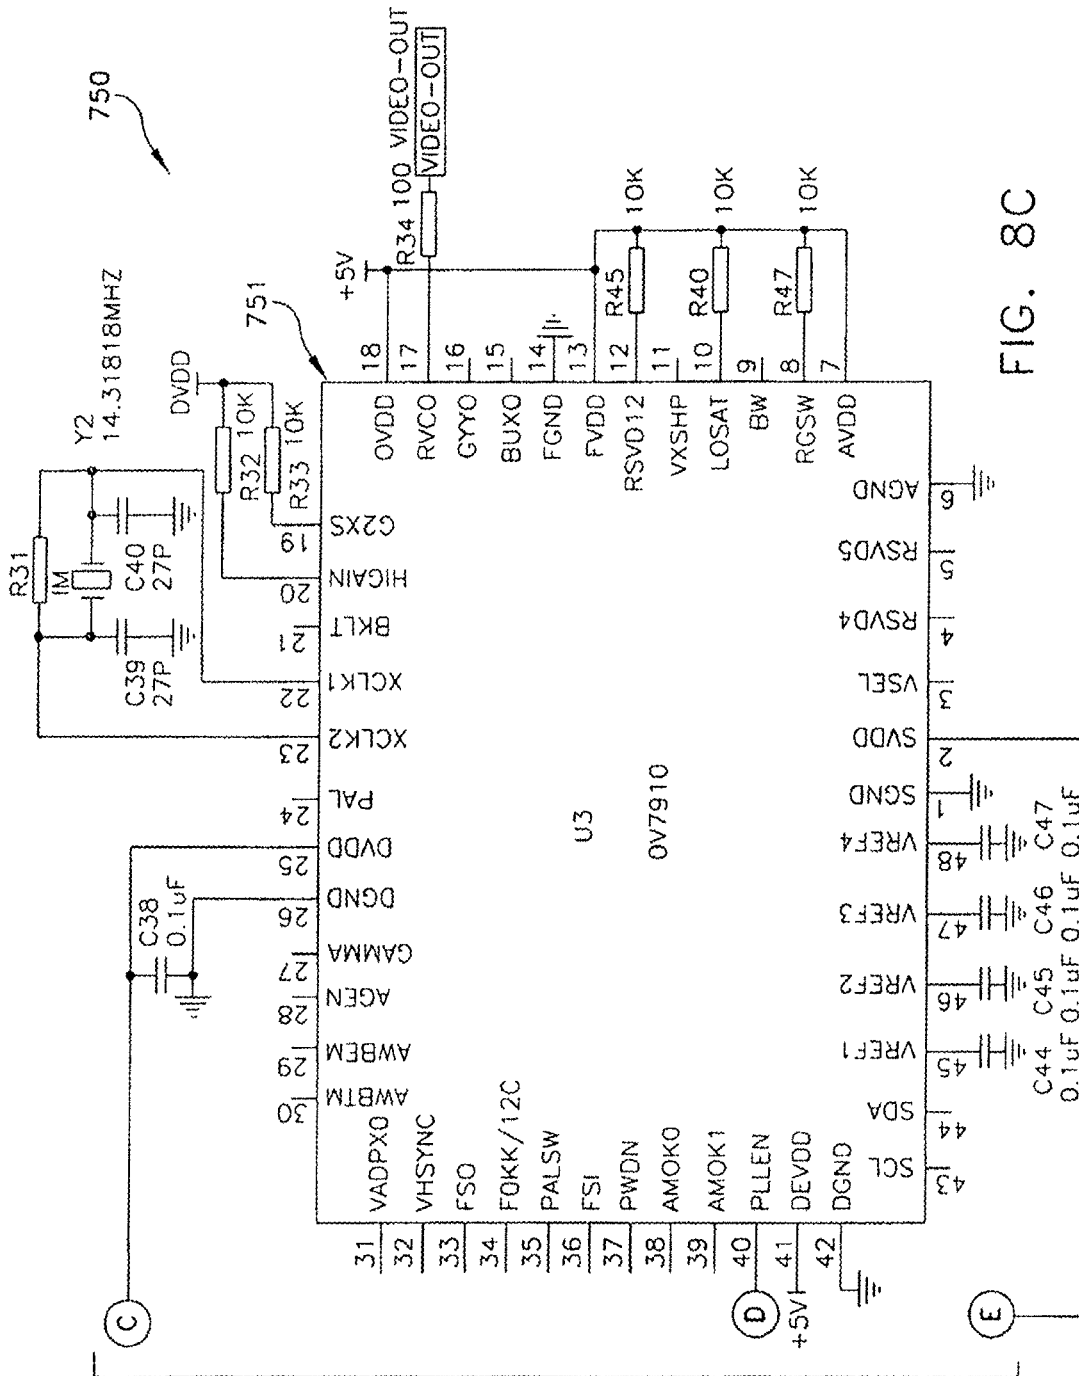 750
Y2
14.31818MHZ
R31
1M
C39
27P
C40
27P
DVDD
R32 10K
R33 10K
751
+5V
R34 100 VIDEO-OUT
VIDEO-OUT
C38
0.1uF
C
30 AWBTM
29 AWBEM
28 AGEN
27 GAMMA
26 DGND
25 DVDD
24 PAL
23 XCLK2
22 XCLK1
21 BKLT
20 HIGAIN
19 G2XS
OVDD 18
RVCO 17
GYYO 16
BUXO 15
FGND 14
FVDD 13
RSVD12 12
VXSHP 11
LOSAT 10
BW 9
RGSW 8
AVDD 7
R45 10K
R40 10K
R47 10K
U3
OV7910
31 VADPX0
32 VHSYNC
33 FSO
34 FOKK/12C
35 PALSW
36 FSI
37 PWDN
38 AMOK0
39 AMOK1
40 PLLEN
41 DEVDD
42 DGND
D
+5V
43 SCL
44 SDA
45 VREF1
46 VREF2
47 VREF3
48 VREF4
1 SGND
2 SVDD
3 VSEL
4 RSVD4
5 RSVD5
6 AGND
C44 C45 C46 C47
0.1uF 0.1uF 0.1uF 0.1uF
E
FIG. 8C